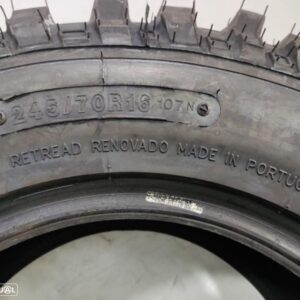 245/70R16 107N
RETREAD RENOVADO MADE IN PORTUG